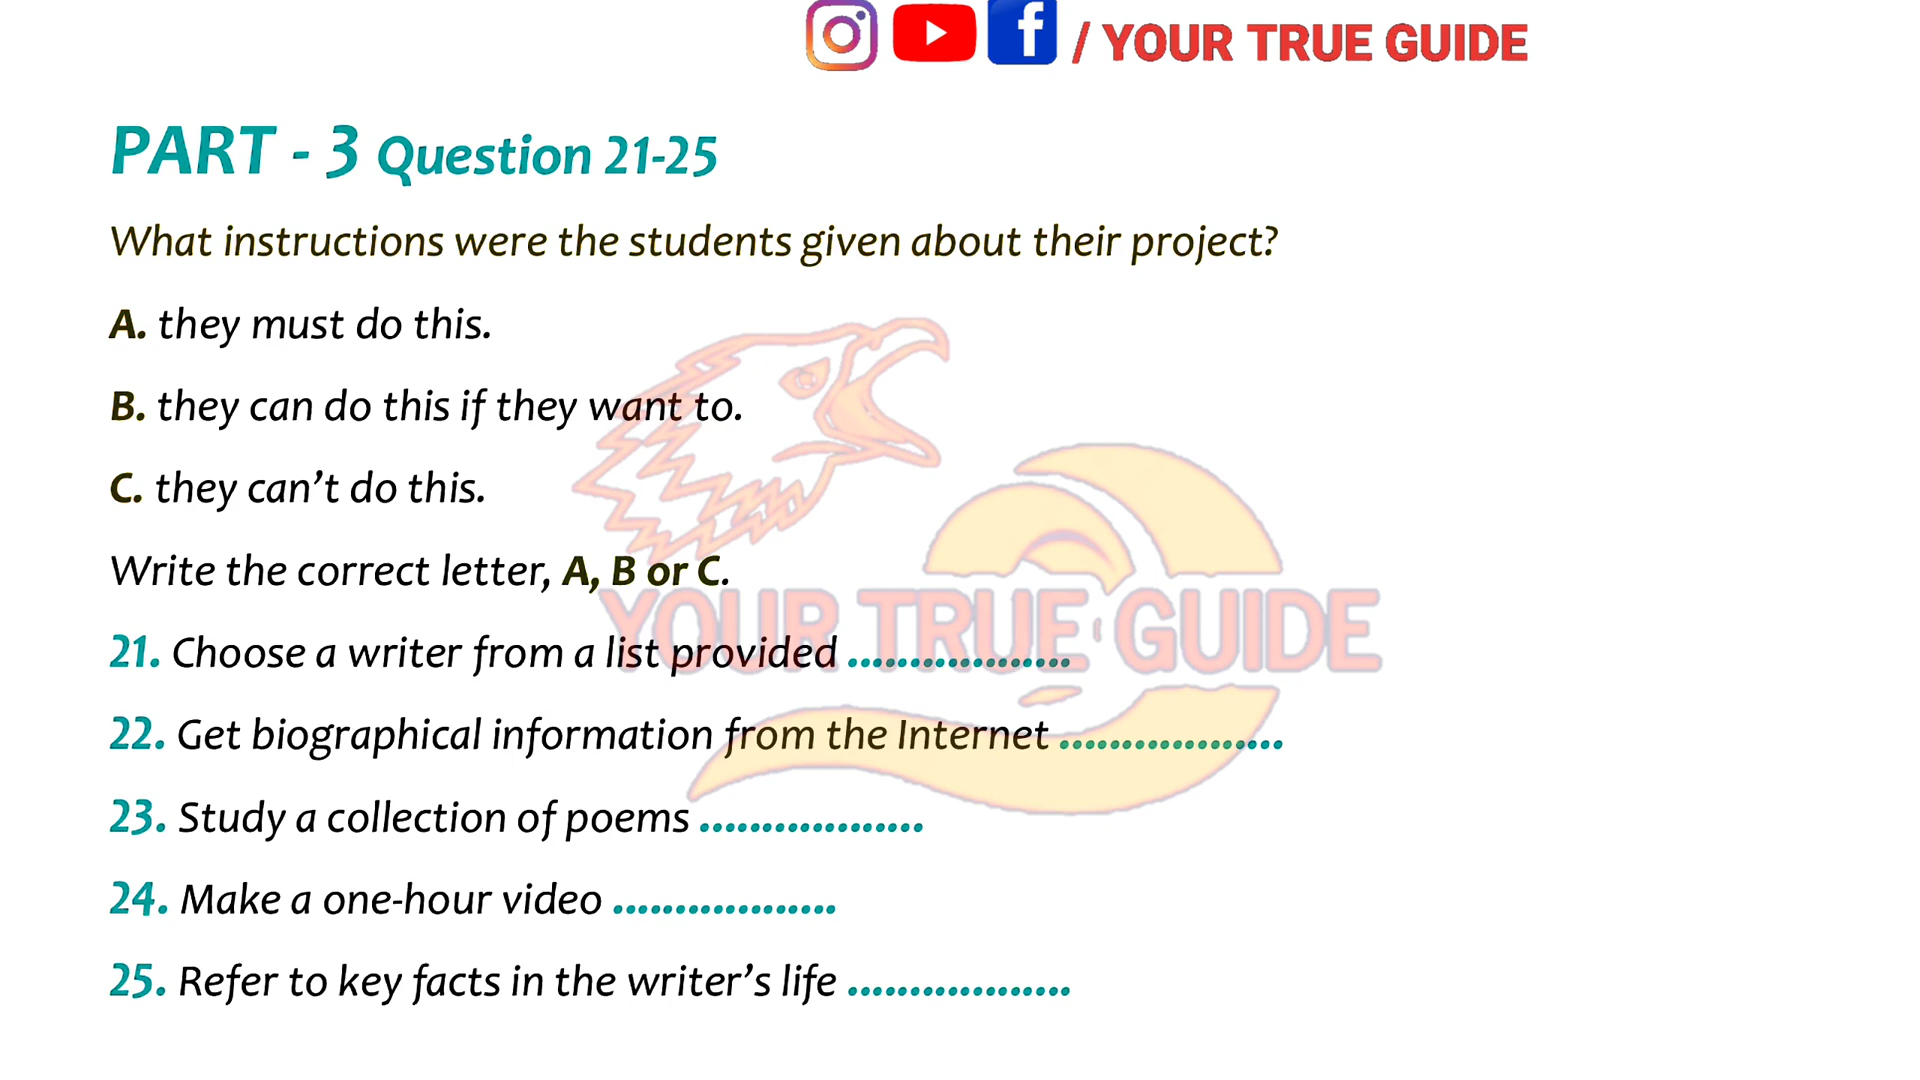 / YOUR TRUE GUIDE
PART - 3 Question 21-25
What instructions were the students given about their project?
A. they must do this.
B. they can do this if they want to.
C. they can’t do this.
Write the correct letter, A, B or C.
YOUR TRUE GUIDE
21. Choose a writer from a list provided ..................
22. Get biographical information from the Internet ..................
23. Study a collection of poems ..................
24. Make a one-hour video ..................
25. Refer to key facts in the writer’s life ..................